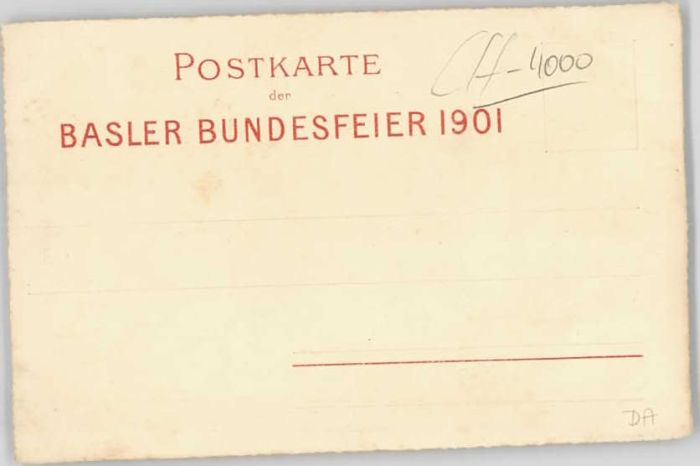 POSTKARTE
CH-4000
der
BASLER BUNDESFEIER 1901
DA